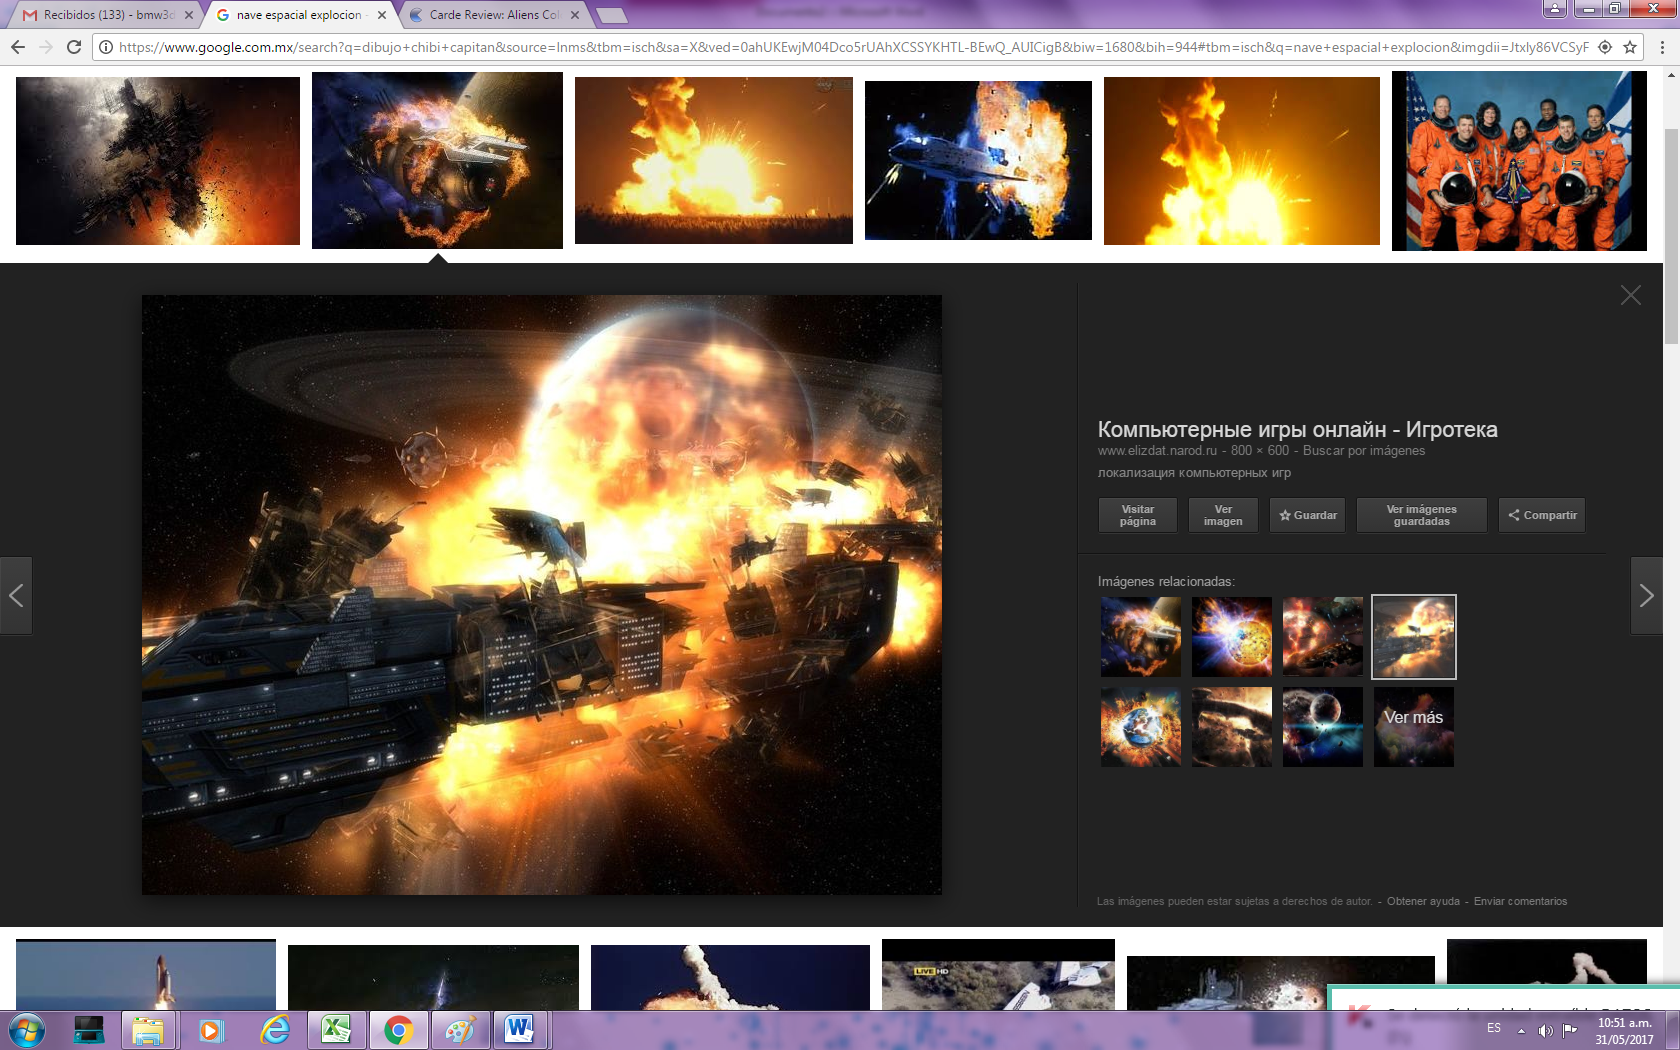 Recibidos (133) - bmw3d
nave espacial explocion -
Carde Review: Aliens Col
https://www.google.com.mx/search?q=dibujo+chibi+capitan&source=lnms&tbm=isch&sa=X&ved=0ahUKEwjM04Dco5rUAhXCSSYKHTL-BEwQ_AUICigB&biw=1680&bih=944#tbm=isch&q=nave+espacial+explocion&imgdii=Jtxly86VCSyF
Компьютерные игры онлайн - Игротека
www.elizdat.narod.ru - 800 × 600 - Buscar por imágenes
локализация компьютерных игр
Visitar página
Ver imagen
Guardar
Ver imágenes guardadas
Compartir
Imágenes relacionadas:
Ver más
Las imágenes pueden estar sujetas a derechos de autor. - Obtener ayuda - Enviar comentarios
LIVE HD
ES
10:51 a.m.
31/05/2017